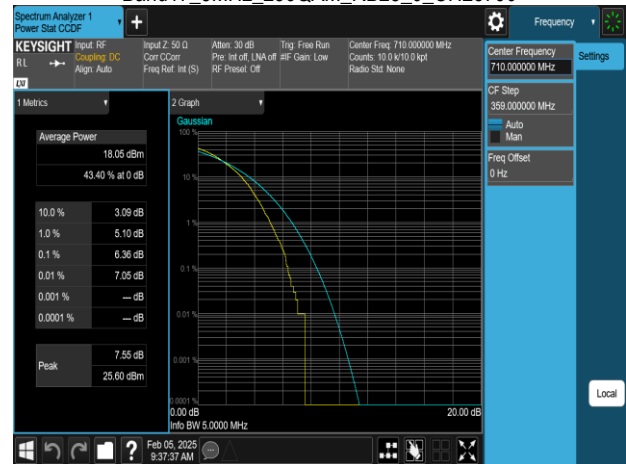 Spectrum Analyzer 1
Power Stat CCDF
+
Frequency
KEYSIGHT
RL
LXI
Input: RF
Coupling: DC
Align: Auto
Input Z: 50 Ω
Corr CCorr
Freq Ref: Int (S)
Atten: 30 dB
Pre: Int off, LNA off
RF Preset: Off
Trig: Free Run
#IF Gain: Low
Center Freq: 710.000000 MHz
Counts: 10.0 k/10.0 kpt
Radio Std: None
Center Frequency
710.000000 MHz
Settings
CF Step
359.000000 MHz
Auto
Man
Freq Offset
0 Hz
1 Metrics
Average Power
18.05 dBm
43.40 % at 0 dB
10.0 % 3.09 dB
1.0 % 5.10 dB
0.1 % 6.36 dB
0.01 % 7.05 dB
0.001 % — dB
0.0001 % — dB
Peak
7.55 dB
25.60 dBm
2 Graph
Gaussian
100 %
10 %
1 %
0.1 %
0.01 %
0.001 %
0.0001 %
0.00 dB 20.00 dB
Info BW 5.0000 MHz
Local
?
Feb 05, 2025
9:37:37 AM